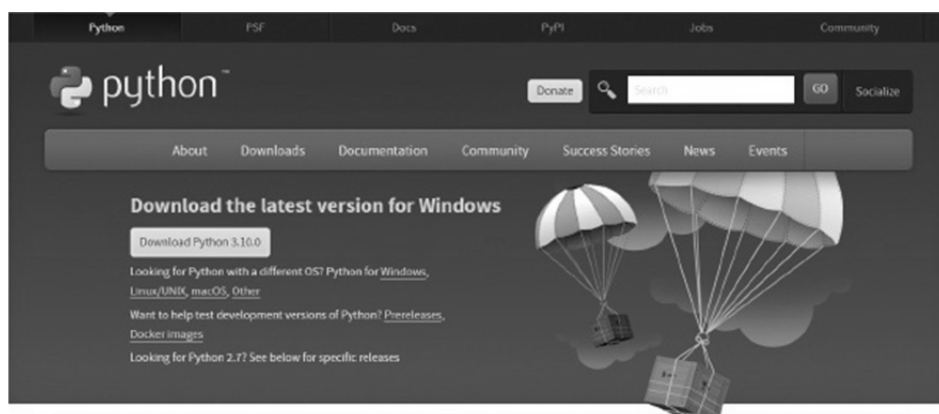 Python PSF Docs PyPI Jobs Community
python™ Donate Search GO Socialize
About Downloads Documentation Community Success Stories News Events
Download the latest version for Windows
Download Python 3.10.0
Looking for Python with a different OS? Python for Windows,
Linux/UNIX, macOS, Other
Want to help test development versions of Python? Prereleases,
Docker images
Looking for Python 2.7? See below for specific releases